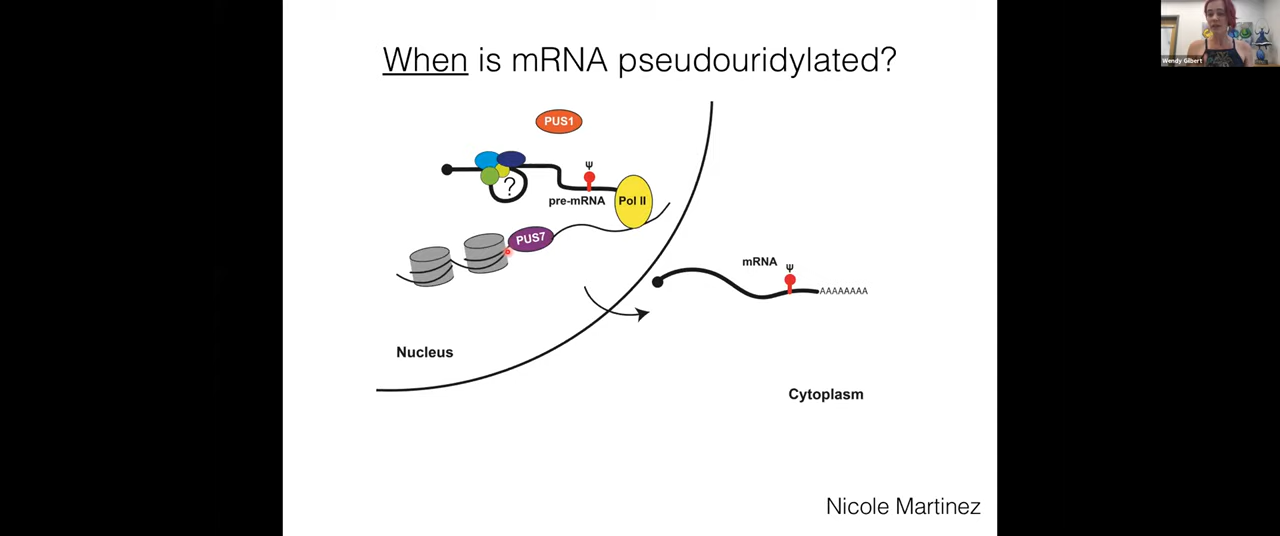 When is mRNA pseudouridylated?
Wendy Gilbert
PUS1
Ψ
?
pre-mRNA
Pol II
PUS7
mRNA
Ψ
AAAAAAAA
Nucleus
Cytoplasm
Nicole Martinez